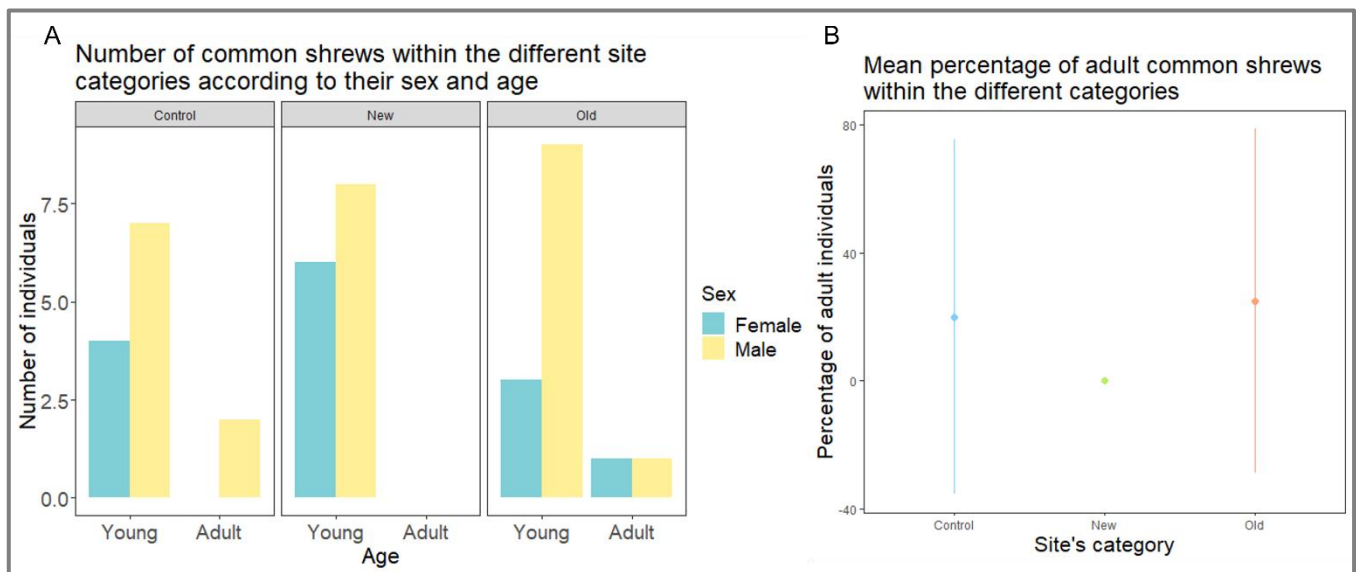 A
Number of common shrews within the different site
categories according to their sex and age
Control
New
Old
Number of individuals
7.5
5.0
2.5
0.0
Young
Adult
Young
Adult
Young
Adult
Age
Sex
Female
Male
B
Mean percentage of adult common shrews
within the different categories
Percentage of adult individuals
80
40
0
-40
Control
New
Old
Site's category